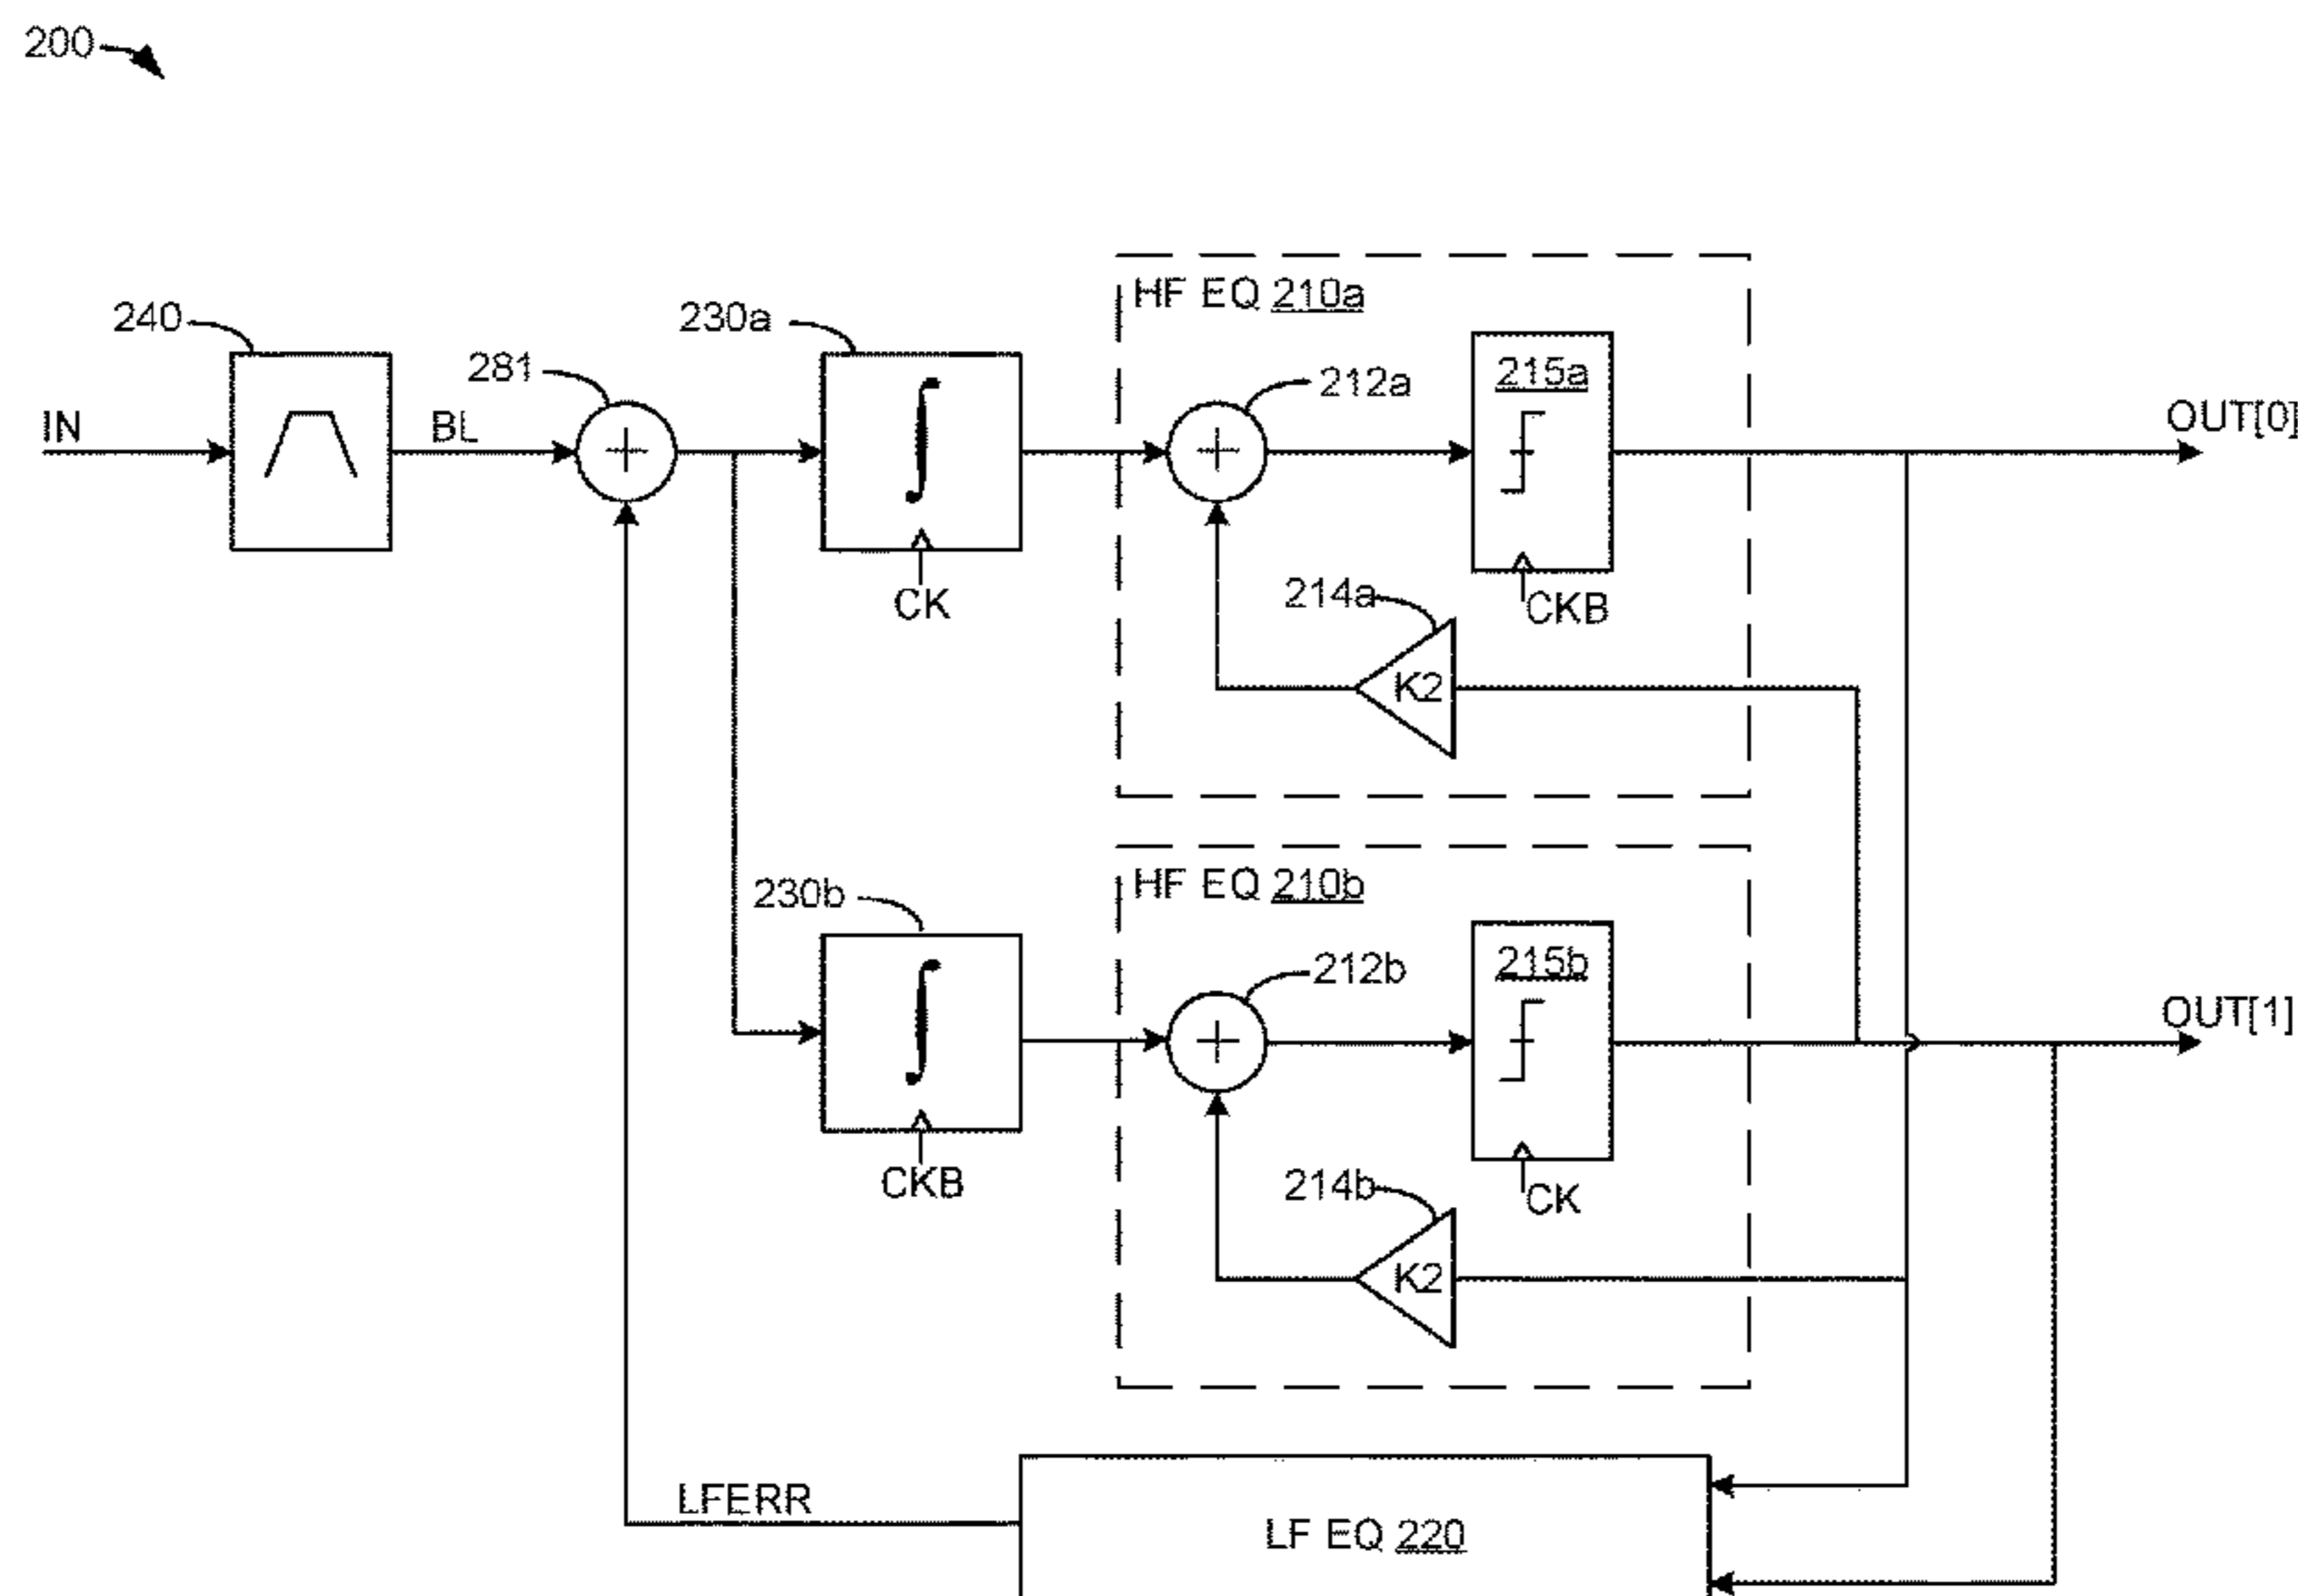 200
240
IN
BL
281
230a
CK
HF EQ 210a
212a
215a
CKB
214a
K2
OUT[0]
230b
CKB
HF EQ 210b
212b
215b
CK
214b
K2
OUT[1]
LFERR
LF EQ 220